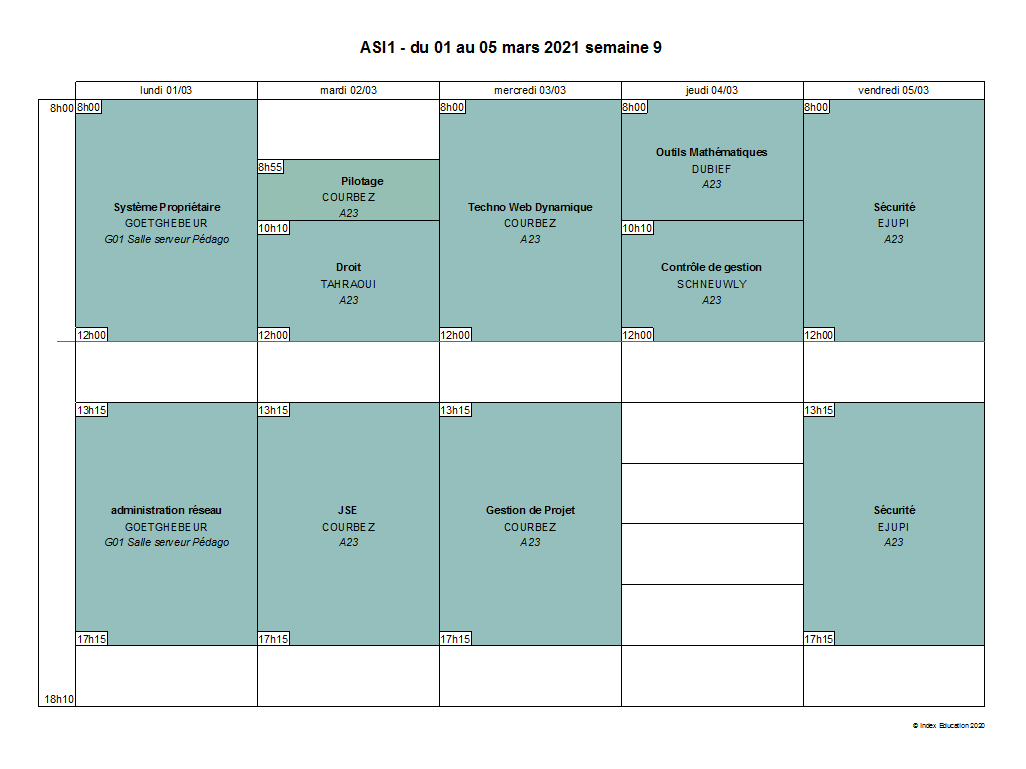 ASI1 - du 01 au 05 mars 2021 semaine 9
lundi 01/03
mardi 02/03
mercredi 03/03
jeudi 04/03
vendredi 05/03
8h00
8h00
Système Propriétaire
GOETGHEBEUR
G01 Salle serveur Pédago
12h00
8h55
Pilotage
COURBEZ
A23
10h10
Droit
TAHRAOUI
A23
12h00
8h00
Techno Web Dynamique
COURBEZ
A23
12h00
8h00
Outils Mathématiques
DUBIEF
A23
10h10
Contrôle de gestion
SCHNEUWLY
A23
12h00
8h00
Sécurité
EJUPI
A23
12h00
13h15
administration réseau
GOETGHEBEUR
G01 Salle serveur Pédago
17h15
13h15
JSE
COURBEZ
A23
17h15
13h15
Gestion de Projet
COURBEZ
A23
17h15
13h15
Sécurité
EJUPI
A23
17h15
18h10
© Index Education 2020